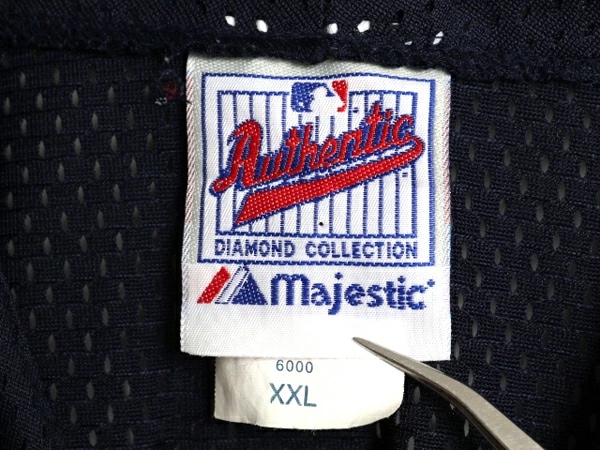 Authentic
DIAMOND COLLECTION
Majestic
6000
XXL